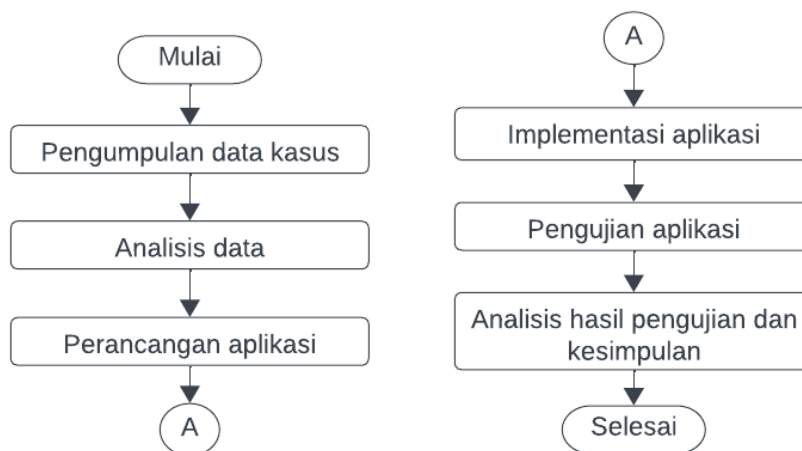 Mulai
Pengumpulan data kasus
Analisis data
Perancangan aplikasi
A
A
Implementasi aplikasi
Pengujian aplikasi
Analisis hasil pengujian dan
kesimpulan
Selesai